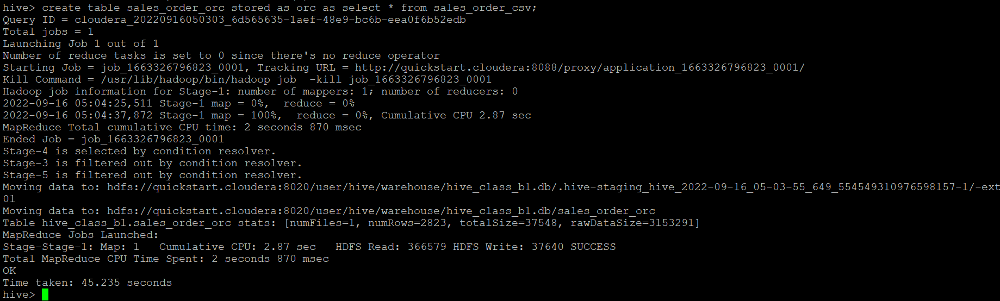 hive> create table sales_order_orc stored as orc as select * from sales_order_csv;
Query ID = cloudera_20220916050303_6d565635-1aef-48e9-bc6b-eea0f6b52edb
Total jobs = 1
Launching Job 1 out of 1
Number of reduce tasks is set to 0 since there's no reduce operator
Starting Job = job_1663326796823_0001, Tracking URL = http://quickstart.cloudera:8088/proxy/application_1663326796823_0001/
Kill Command = /usr/lib/hadoop/bin/hadoop job  -kill job_1663326796823_0001
Hadoop job information for Stage-1: number of mappers: 1; number of reducers: 0
2022-09-16 05:04:25,511 Stage-1 map = 0%,  reduce = 0%
2022-09-16 05:04:37,872 Stage-1 map = 100%,  reduce = 0%, Cumulative CPU 2.87 sec
MapReduce Total cumulative CPU time: 2 seconds 870 msec
Ended Job = job_1663326796823_0001
Stage-4 is selected by condition resolver.
Stage-3 is filtered out by condition resolver.
Stage-5 is filtered out by condition resolver.
Moving data to: hdfs://quickstart.cloudera:8020/user/hive/warehouse/hive_class_b1.db/.hive-staging_hive_2022-09-16_05-03-55_649_554549310976598157-1/-ext
01
Moving data to: hdfs://quickstart.cloudera:8020/user/hive/warehouse/hive_class_b1.db/sales_order_orc
Table hive_class_b1.sales_order_orc stats: [numFiles=1, numRows=2823, totalSize=37548, rawDataSize=3153291]
MapReduce Jobs Launched:
Stage-Stage-1: Map: 1   Cumulative CPU: 2.87 sec   HDFS Read: 366579 HDFS Write: 37640 SUCCESS
Total MapReduce CPU Time Spent: 2 seconds 870 msec
OK
Time taken: 45.235 seconds
hive>